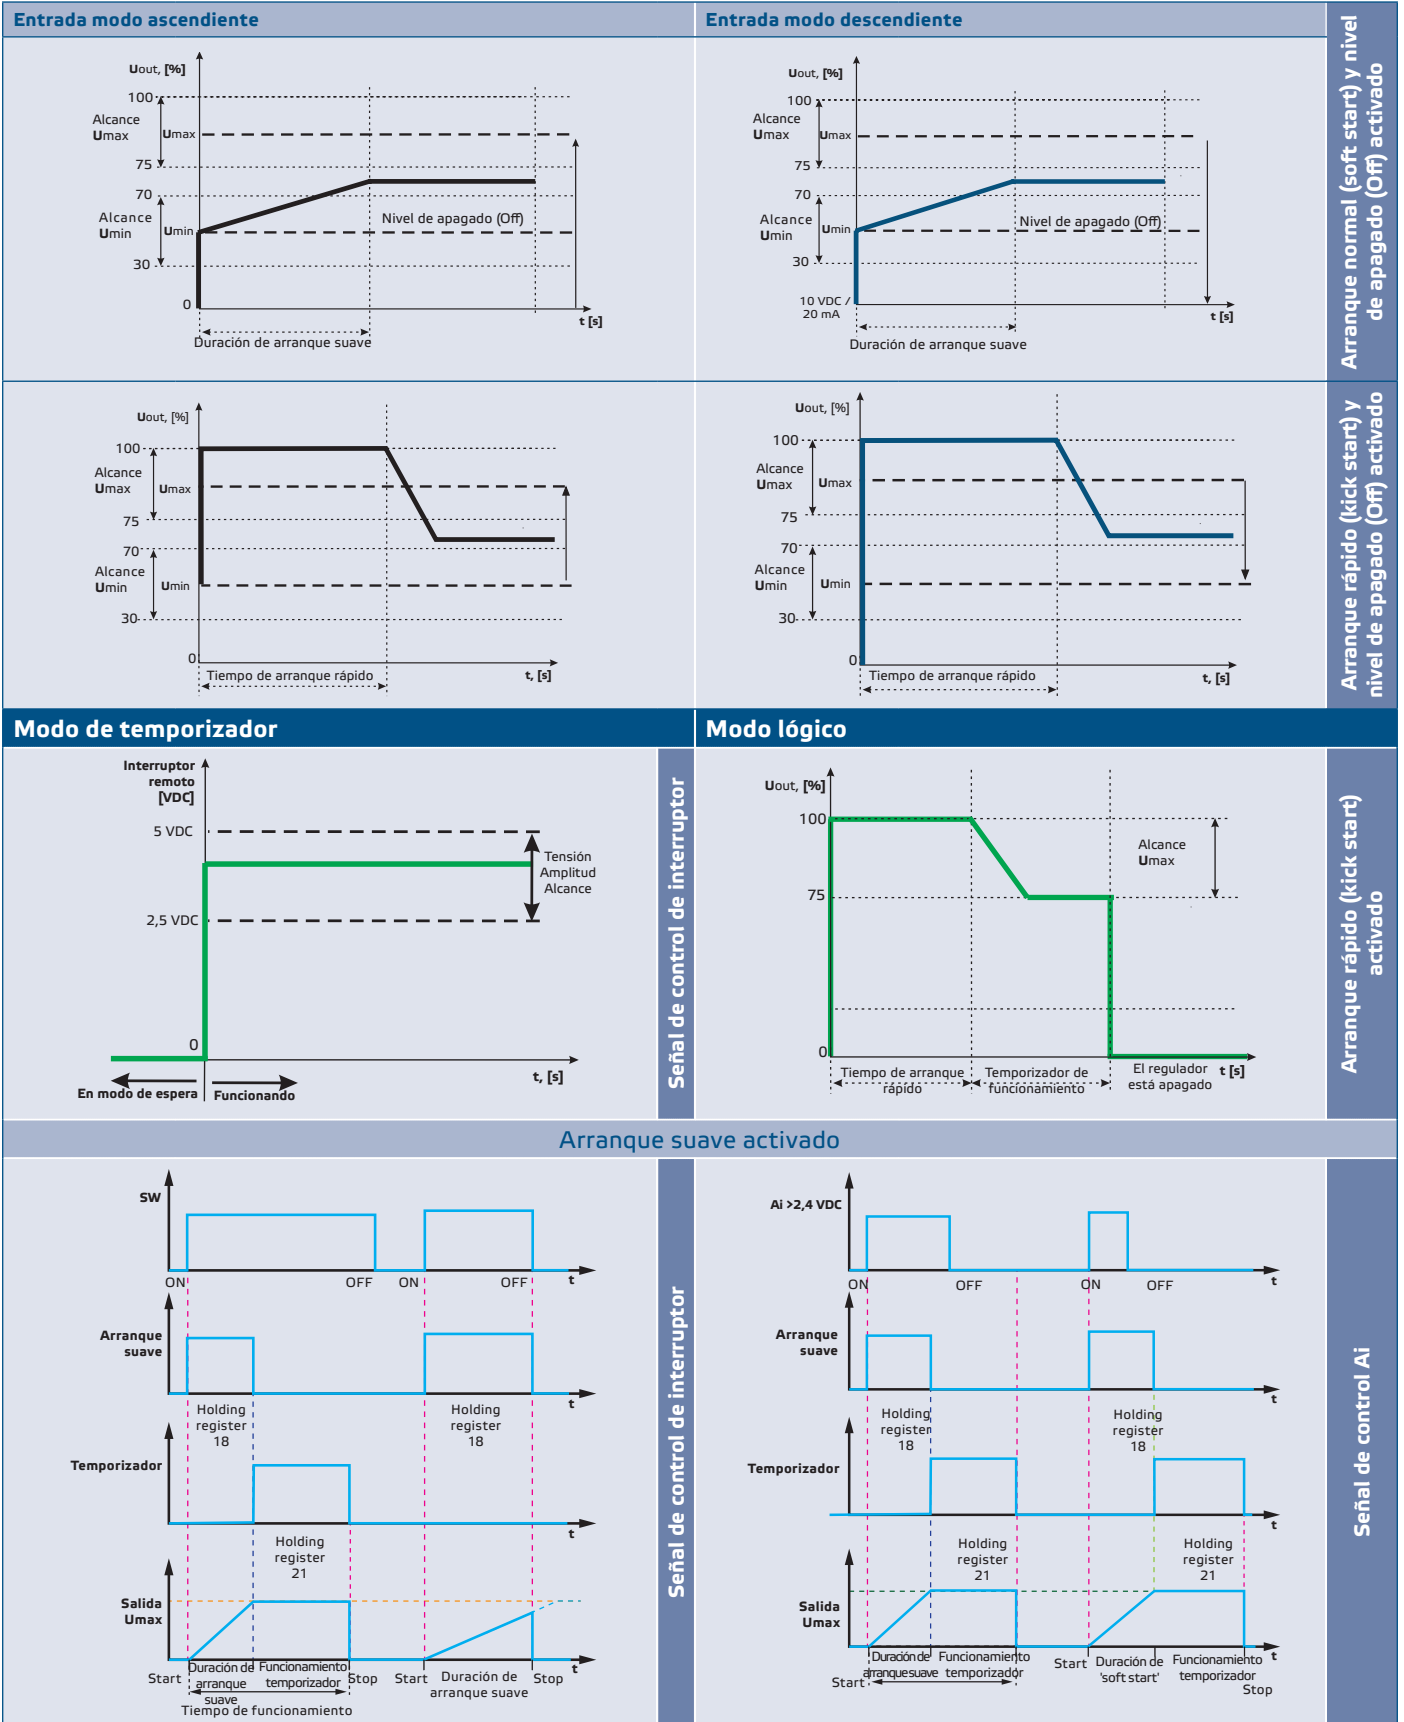 Entrada modo ascendiente
Entrada modo descendiente
Uout, [%]
100
Alcance
Umax
Umax
75
70
Alcance
Umin
Umin
Nivel de apagado (Off)
30
0
t [s]
Duración de arranque suave
Uout, [%]
100
Alcance
Umax
Umax
75
70
Alcance
Umin
Umin
Nivel de apagado (Off)
30
10 VDC /
20 mA
t [s]
Duración de arranque suave
Arranque normal (soft start) y nivel
de apagado (Off) activado
Uout, [%]
100
Alcance
Umax
Umax
75
70
Alcance
Umin
Umin
30
0
Tiempo de arranque rápido
t, [s]
Uout, [%]
100
Alcance
Umax
Umax
75
70
Alcance
Umin
Umin
30
0
Tiempo de arranque rápido
t, [s]
Arranque rápido (kick start) y
nivel de apagado (Off) activado
Modo de temporizador
Modo lógico
Interruptor
remoto
[VDC]
5 VDC
Tensión
Amplitud
Alcance
2,5 VDC
0
t, [s]
En modo de espera
Funcionando
Señal de control de interruptor
Uout, [%]
100
Alcance
Umax
75
0
Tiempo de arranque
rápido
Temporizador de
funcionamiento
El regulador
está apagado
t [s]
Arranque rápido (kick start)
activado
Arranque suave activado
SW
ON
OFF
ON
OFF
t
Arranque
suave
t
Holding
register
18
Holding
register
18
Temporizador
t
Holding
register
21
Salida
Umax
t
Start
Duración de
arranque
suave
Funcionamiento
temporizador
Stop
Start
Duración de
arranque suave
Stop
Tiempo de funcionamiento
Señal de control de interruptor
Ai >2,4 VDC
ON
OFF
ON
OFF
t
Arranque
suave
t
Holding
register
18
Holding
register
18
Temporizador
t
Holding
register
21
Holding
register
21
Salida
Umax
t
Start
Duración de
arranque suave
Funcionamiento
temporizador
Start
Duración de
'soft start'
Funcionamiento
temporizador
Stop
Señal de control Ai